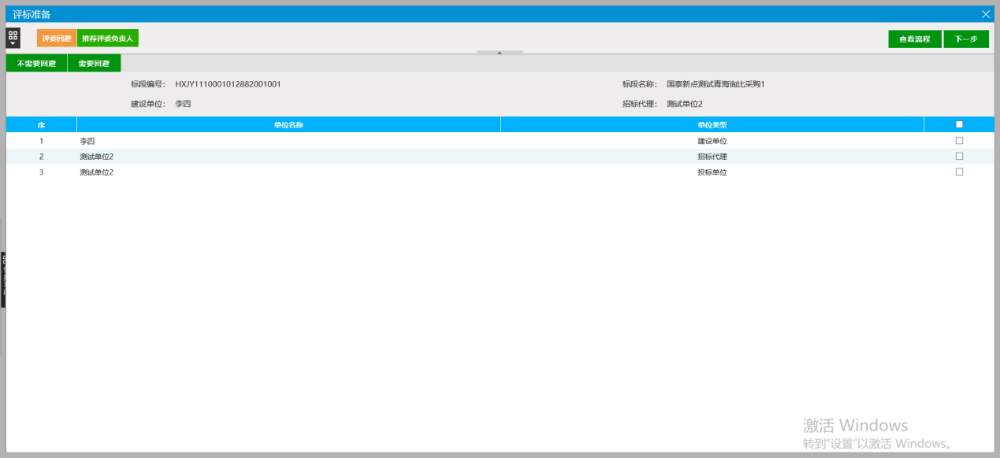 评标准备
评委回避 推荐评委负责人 查看流程 下一步
不需要回避 需要回避
标段编号： HXJY1110001012882001001 标段名称： 国泰新点测试青海询比采购1
建设单位： 李四 招标代理： 测试单位2
序 单位名称 单位类型
1 李四 建设单位
2 测试单位2 招标代理
3 测试单位2 投标单位
激活 Windows
转到"设置"以激活 Windows。